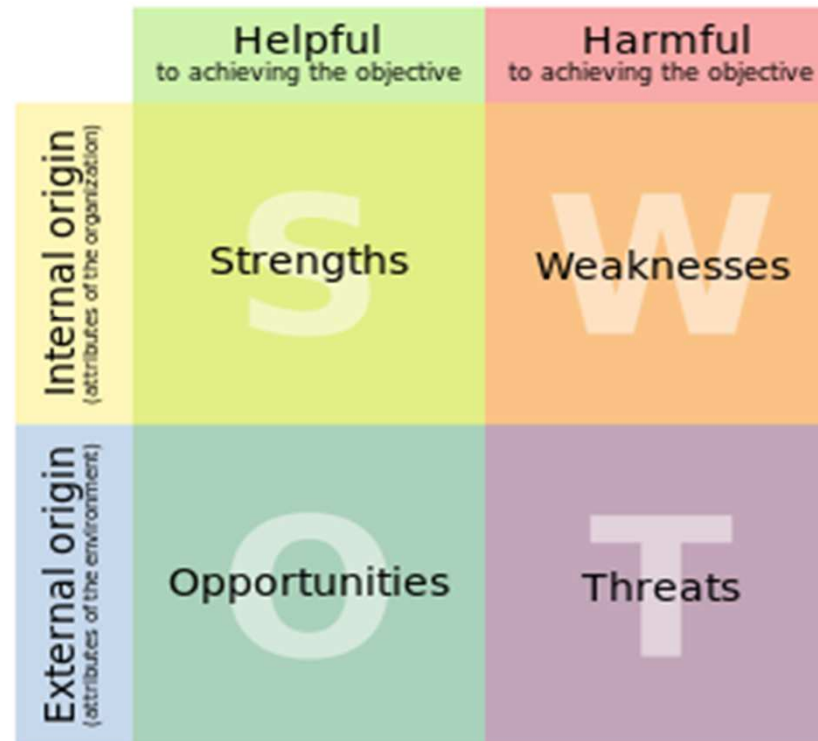 Helpful
to achieving the objective
Harmful
to achieving the objective
Internal origin
(attributes of the organization)
S
Strengths
W
Weaknesses
External origin
(attributes of the environment)
O
Opportunities
T
Threats